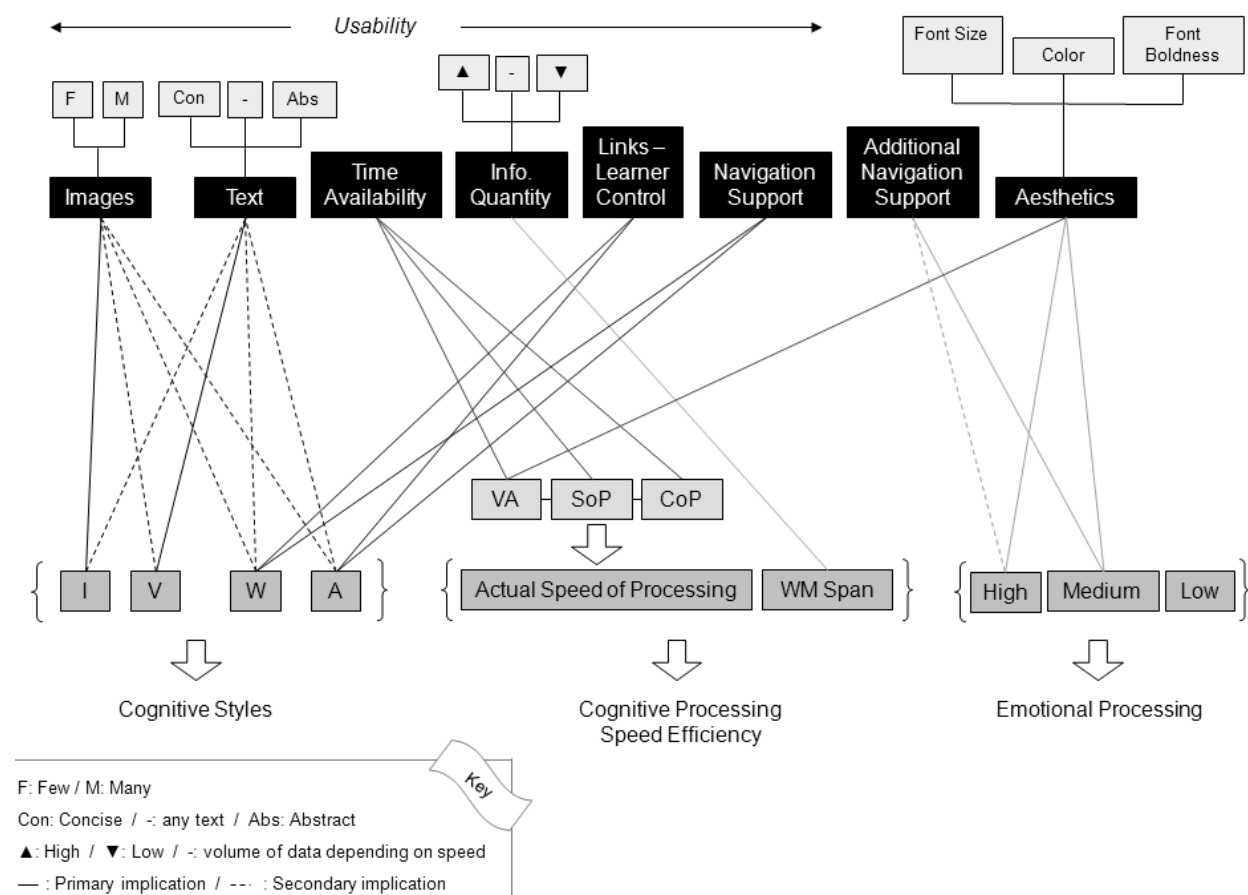 Usability
Font Size
Color
Font
Boldness
▲
-
▼
F
M
Con
-
Abs
Images
Text
Time
Availability
Info.
Quantity
Links –
Learner
Control
Navigation
Support
Additional
Navigation
Support
Aesthetics
VA
SoP
CoP
I
V
W
A
Actual Speed of Processing
WM Span
High
Medium
Low
Cognitive Styles
Cognitive Processing
Speed Efficiency
Emotional Processing
Key
F: Few / M: Many
Con: Concise / -: any text / Abs: Abstract
▲: High / ▼: Low / -: volume of data depending on speed
— : Primary implication / --- : Secondary implication